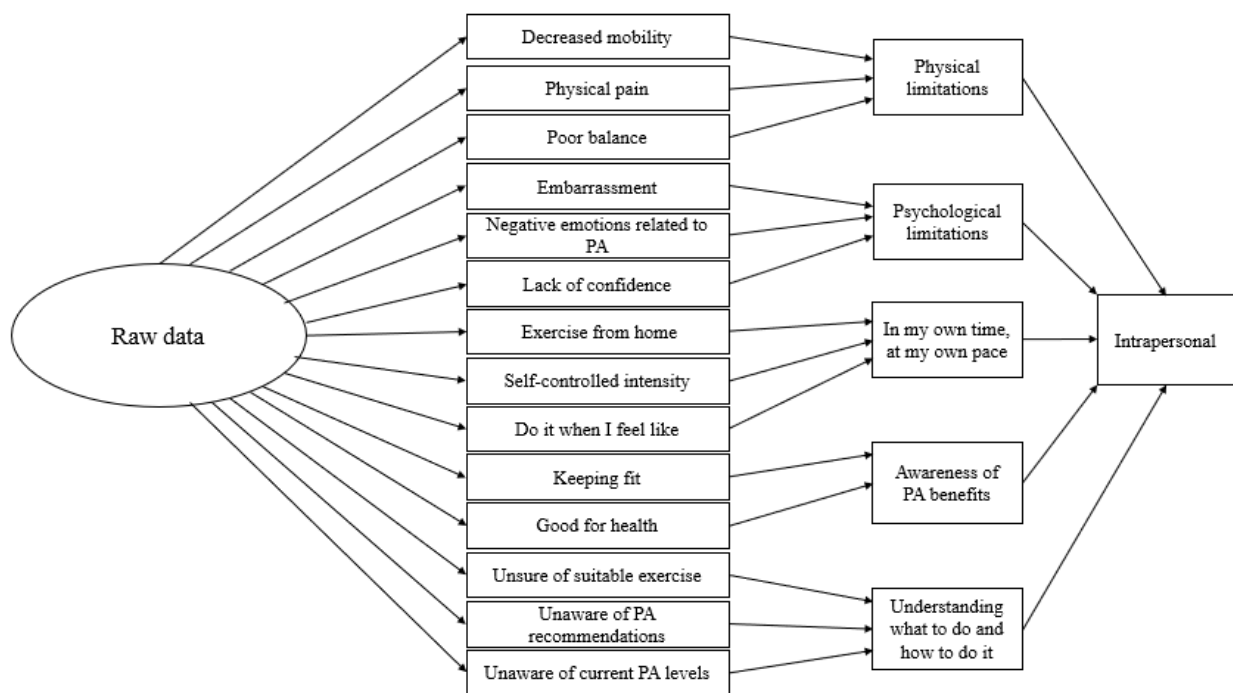 Raw data
Decreased mobility
Physical pain
Poor balance
Embarrassment
Negative emotions related to
PA
Lack of confidence
Exercise from home
Self-controlled intensity
Do it when I feel like
Keeping fit
Good for health
Unsure of suitable exercise
Unaware of PA
recommendations
Unaware of current PA levels
Physical
limitations
Psychological
limitations
In my own time,
at my own pace
Awareness of
PA benefits
Understanding
what to do and
how to do it
Intrapersonal